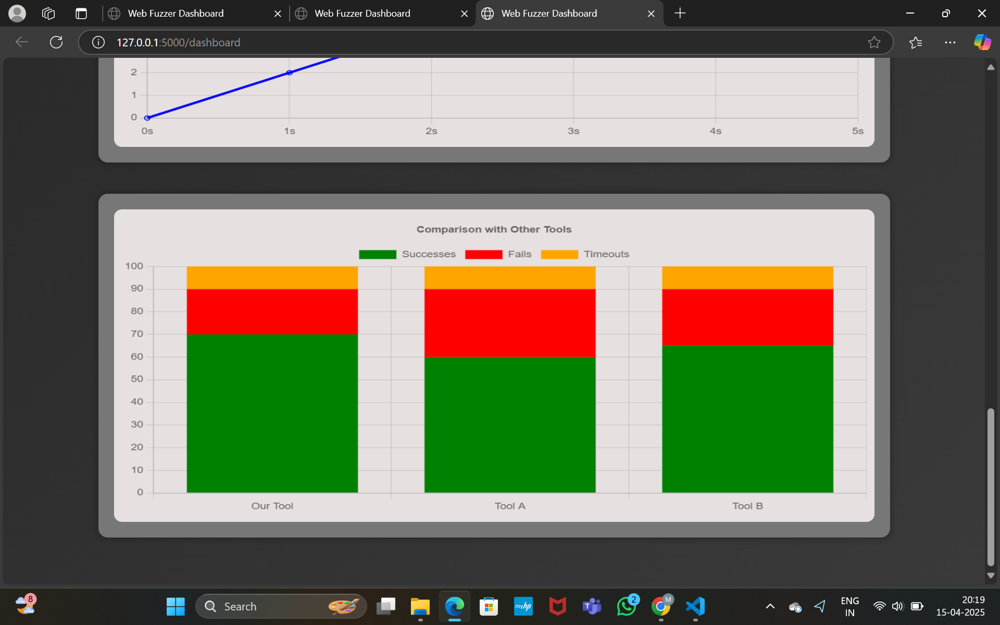 Web Fuzzer Dashboard
Web Fuzzer Dashboard
Web Fuzzer Dashboard
127.0.0.1:5000/dashboard
2
1
0
0s 1s 2s 3s 4s 5s
Comparison with Other Tools
Successes Fails Timeouts
100
90
80
70
60
50
40
30
20
10
0
Our Tool Tool A Tool B
8
Search
myhp
T
2
M
ENG
IN
20:19
15-04-2025